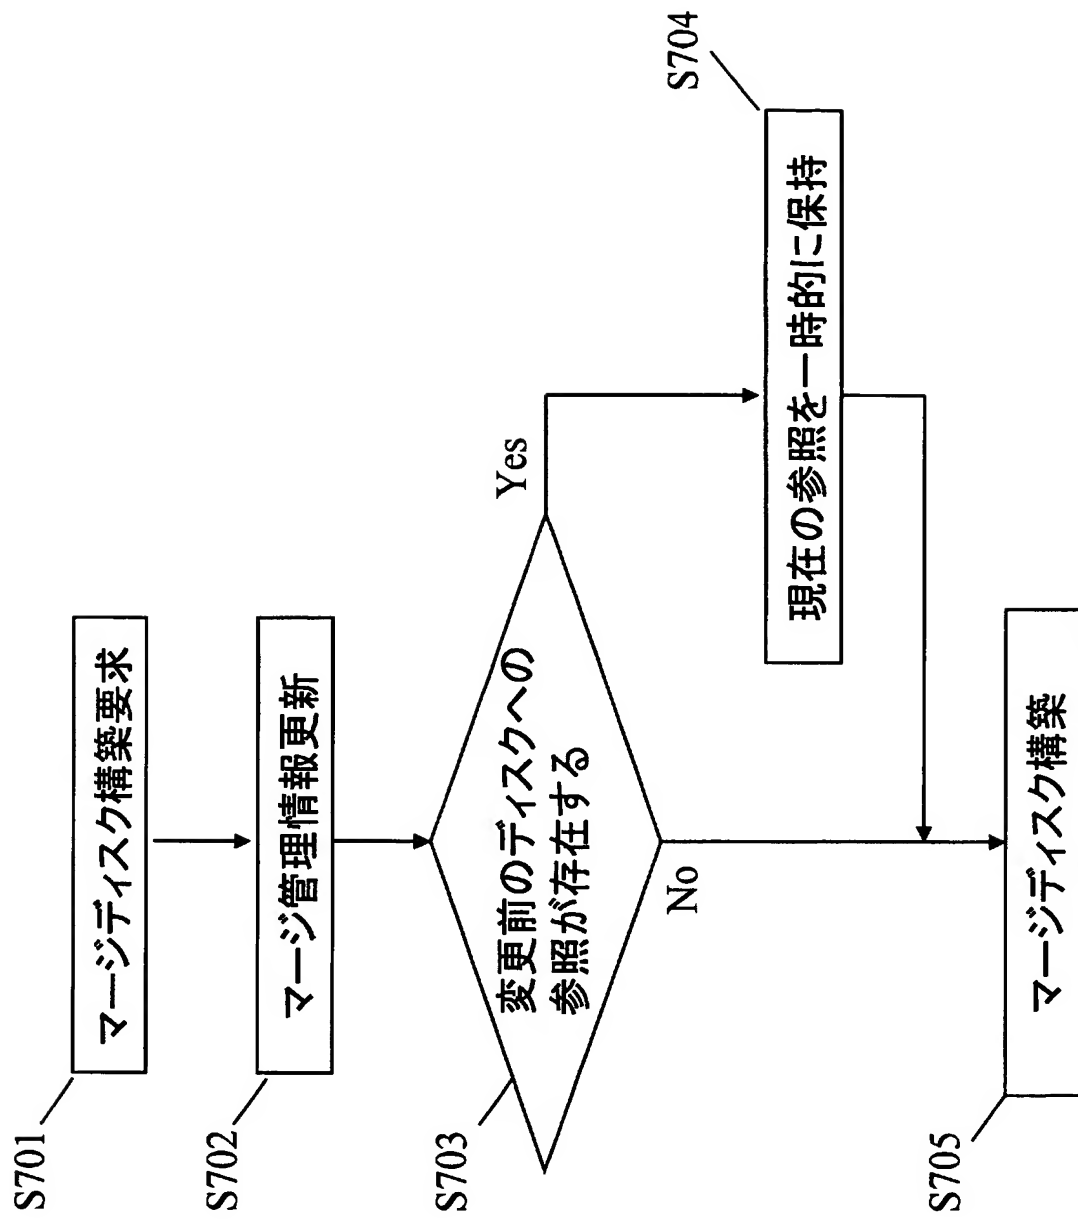 S701
マージディスク構築要求
S702
マージ管理情報更新
S703
変更前のディスクへの
参照が存在する
Yes
S704
現在の参照を一時的に保持
No
S705
マージディスク構築